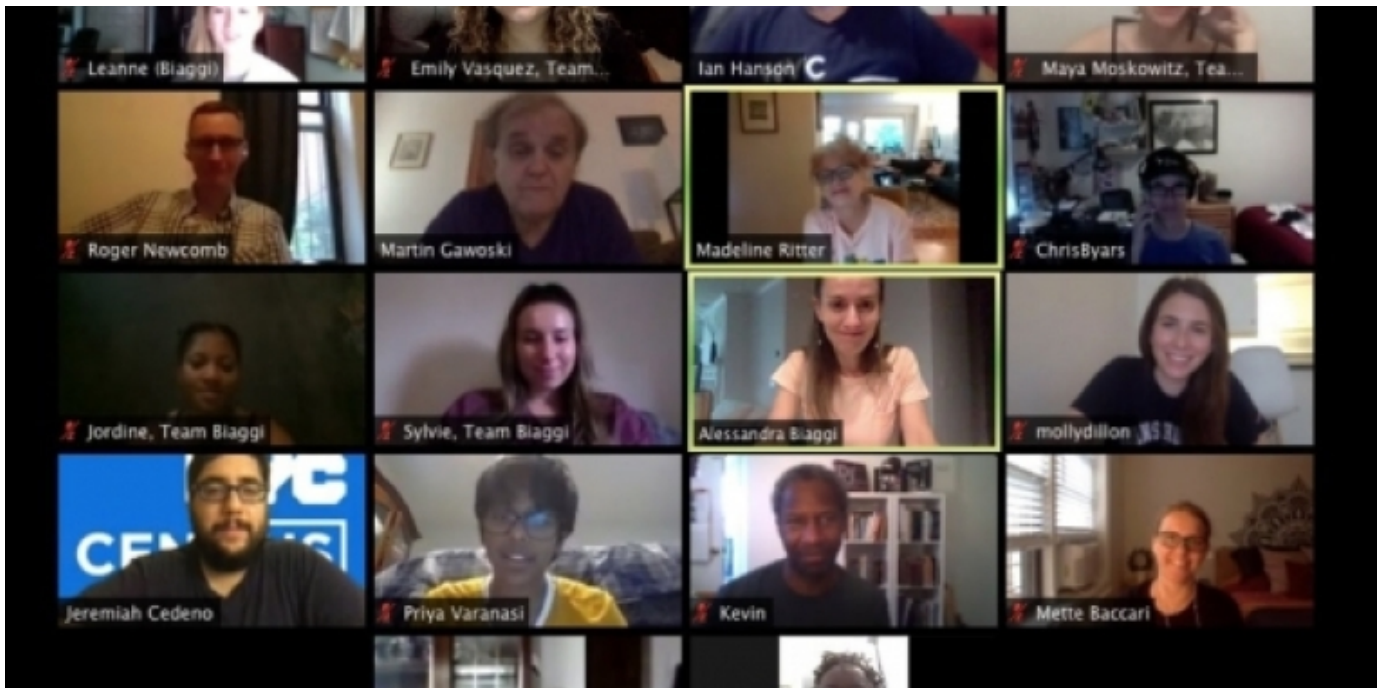 Leanne (Biaggi)
Emily Vasquez, Team...
Ian Hanson
C
Maya Moskowitz, Tea...
Roger Newcomb
Martin Gawoski
Madeline Ritter
ChrisByars
Jordine, Team Biaggi
Sylvie, Team Biaggi
Alessandra Biaggi
mollydillon
Jeremiah Cedeno
Priya Varanasi
Kevin
Mette Baccari